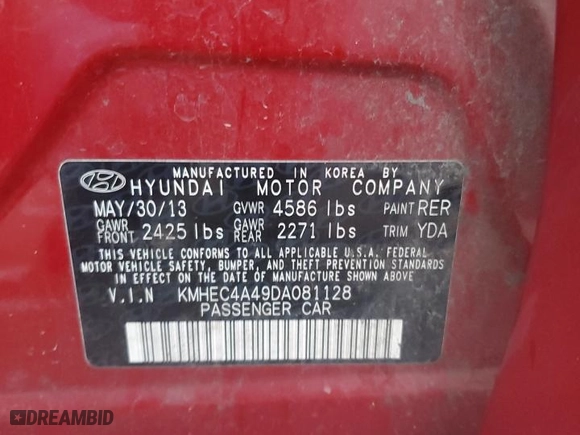 MANUFACTURED IN KOREA BY
HYUNDAI MOTOR COMPANY
MAY/30/13 GVWR 4586 lbs PAINT RER
GAWR FRONT 2425 lbs GAWR REAR 2271 lbs TRIM YDA
THIS VEHICLE CONFORMS TO ALL APPLICABLE U.S.A. FEDERAL
MOTOR VEHICLE SAFETY, BUMPER, AND THEFT PREVENTION STANDARDS
IN EFFECT ON THE DATE OF MANUFACTURE SHOWN ABOVE
V.I.N KMHEC4A49DA081128
PASSENGER CAR
DREAMBID